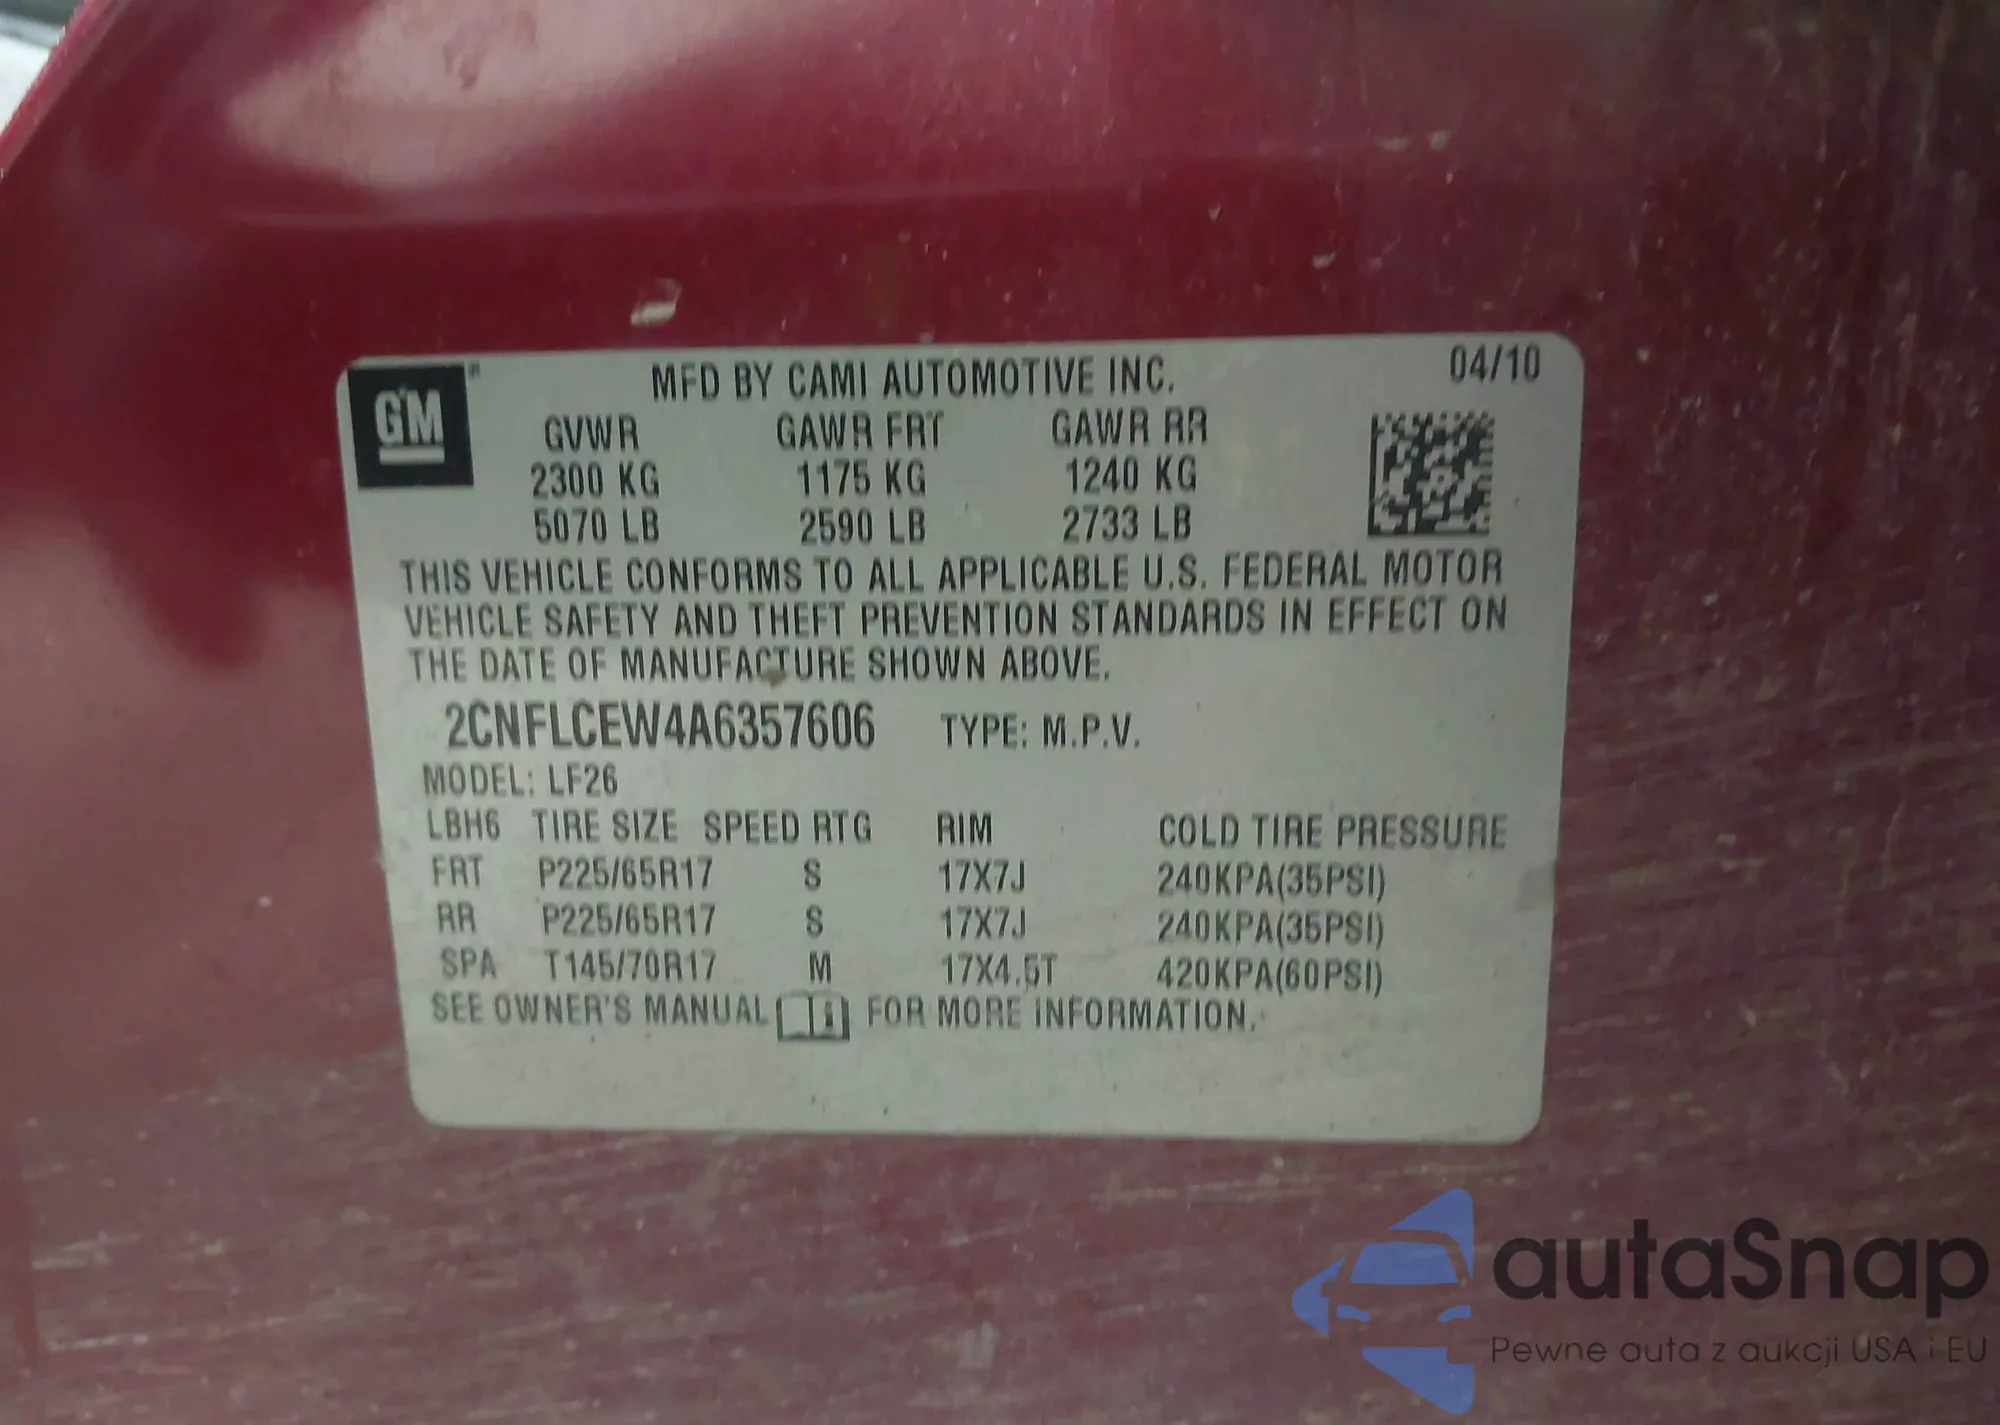 GM
MFD BY CAMI AUTOMOTIVE INC. 04/10
GVWR GAWR FRT GAWR RR
2300 KG 1175 KG 1240 KG
5070 LB 2590 LB 2733 LB
THIS VEHICLE CONFORMS TO ALL APPLICABLE U.S. FEDERAL MOTOR
VEHICLE SAFETY AND THEFT PREVENTION STANDARDS IN EFFECT ON
THE DATE OF MANUFACTURE SHOWN ABOVE.
2CNFLCEW4A6357606 TYPE: M.P.V.
MODEL: LF26
LBH6 TIRE SIZE SPEED RTG RIM COLD TIRE PRESSURE
FRT P225/65R17 S 17X7J 240KPA(35PSI)
RR P225/65R17 S 17X7J 240KPA(35PSI)
SPA T145/70R17 M 17X4.5T 420KPA(60PSI)
SEE OWNER'S MANUAL FOR MORE INFORMATION.
autaSnap
Pewne auta z aukcji USA i EU